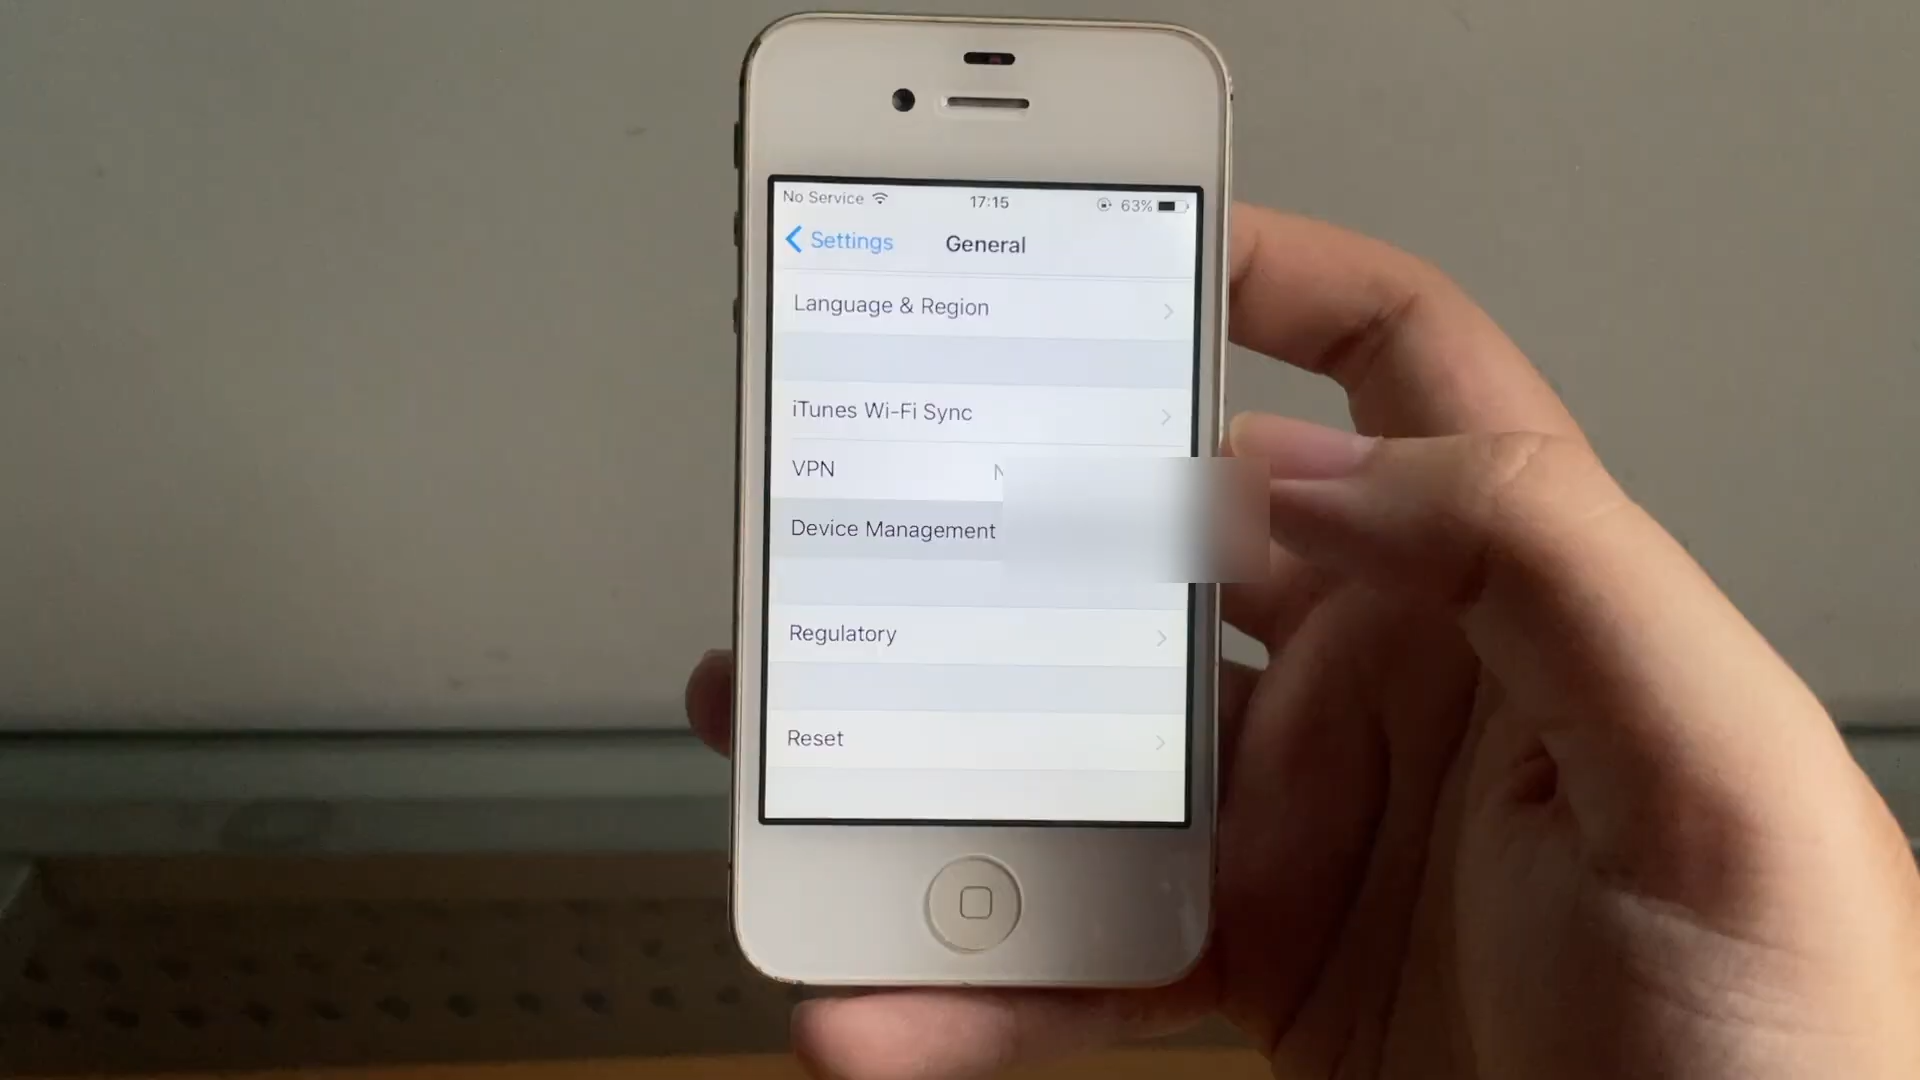 No Service 17:15 63%
Settings General
Language & Region
iTunes Wi-Fi Sync
VPN
Device Management
Regulatory
Reset